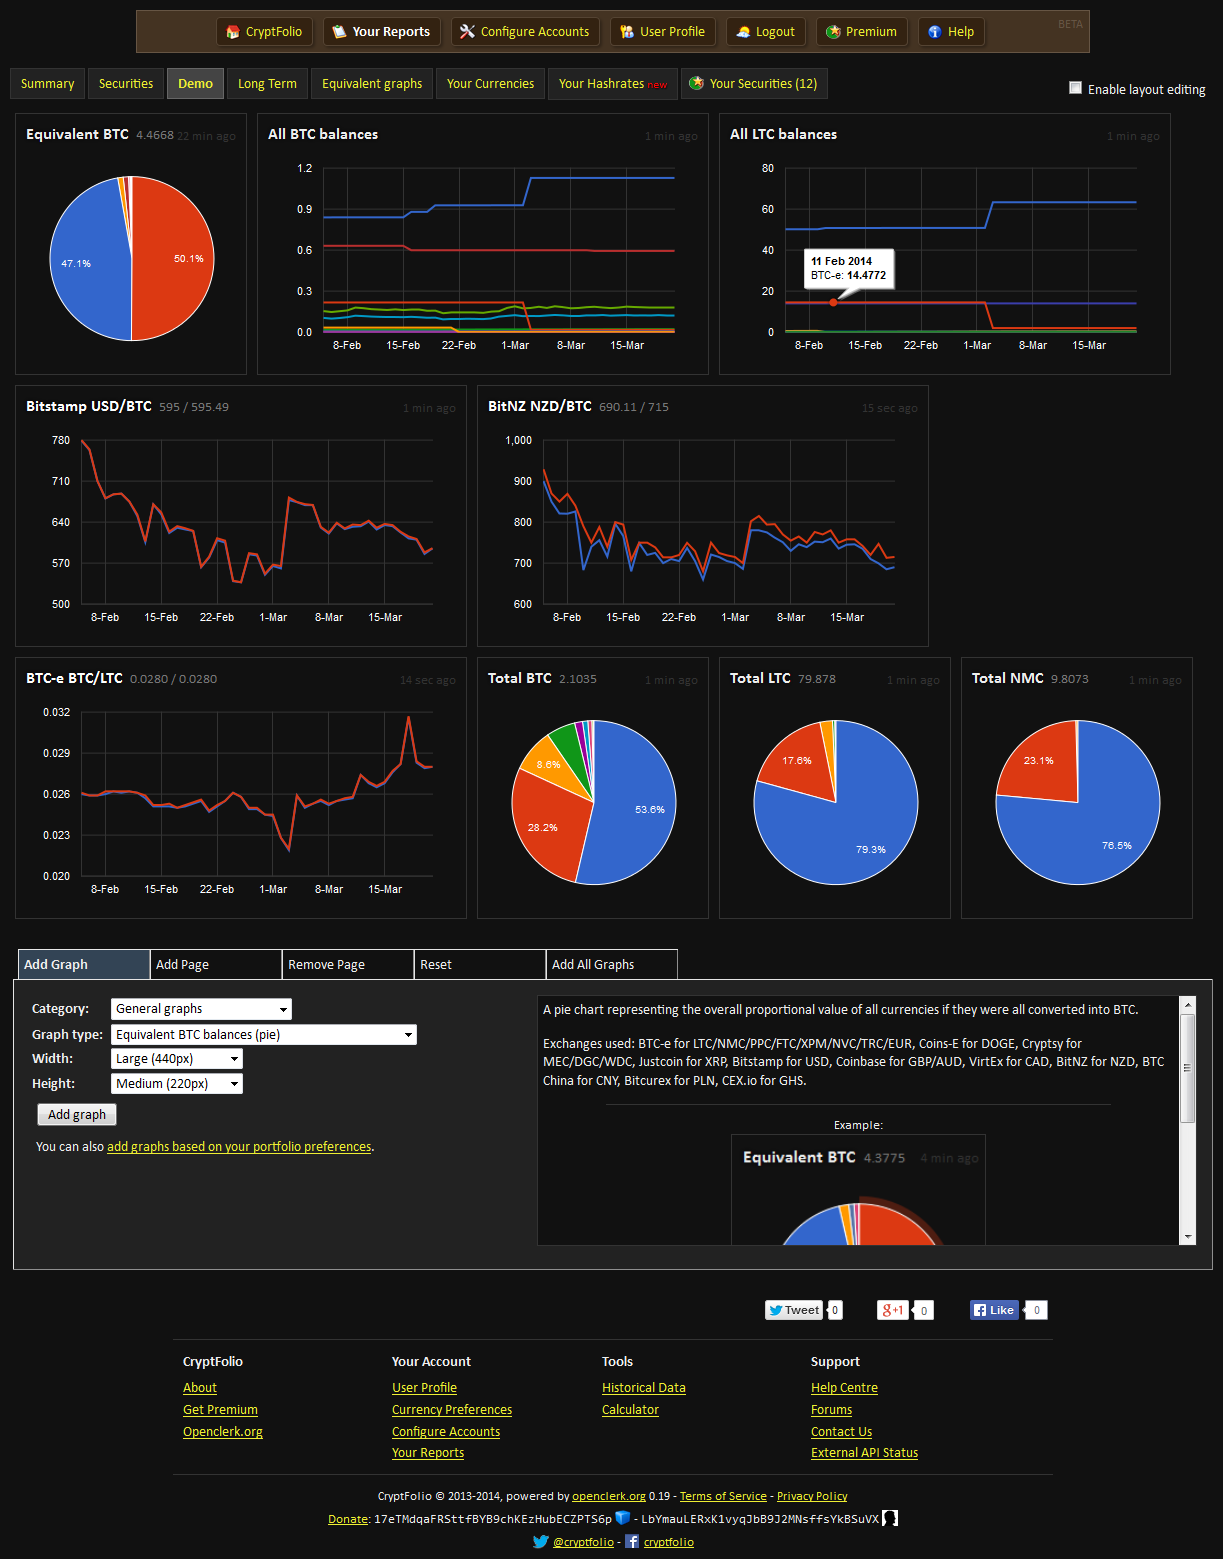 CryptFolio Your Reports Configure Accounts User Profile Logout Premium Help BETA
Summary Securities Demo Long Term Equivalent graphs Your Currencies Your Hashrates new Your Securities (12) Enable layout editing
Equivalent BTC 4.4668 22 min ago
47.1% 50.1%
All BTC balances 1 min ago
1.2
0.9
0.6
0.3
0.0
8-Feb 15-Feb 22-Feb 1-Mar 8-Mar 15-Mar
All LTC balances 1 min ago
80
60
40
20
0
11 Feb 2014
BTC-e: 14.4772
8-Feb 15-Feb 22-Feb 1-Mar 8-Mar 15-Mar
Bitstamp USD/BTC 595 / 595.49 1 min ago
780
710
640
570
500
8-Feb 15-Feb 22-Feb 1-Mar 8-Mar 15-Mar
BitNZ NZD/BTC 690.11 / 715 15 sec ago
1,000
900
800
700
600
8-Feb 15-Feb 22-Feb 1-Mar 8-Mar 15-Mar
BTC-e BTC/LTC 0.0280 / 0.0280 14 sec ago
0.032
0.029
0.026
0.023
0.020
8-Feb 15-Feb 22-Feb 1-Mar 8-Mar 15-Mar
Total BTC 2.1035 1 min ago
8.6%
53.6%
28.2%
Total LTC 79.878 1 min ago
17.6%
79.3%
Total NMC 9.8073 1 min ago
23.1%
76.5%
Add Graph Add Page Remove Page Reset Add All Graphs
Category: General graphs
Graph type: Equivalent BTC balances (pie)
Width: Large (440px)
Height: Medium (220px)
Add graph
You can also add graphs based on your portfolio preferences.
A pie chart representing the overall proportional value of all currencies if they were all converted into BTC.
Exchanges used: BTC-e for LTC/NMC/PPC/FTC/XPM/NVC/TRC/EUR, Coins-E for DOGE, Cryptsy for
MEC/DGC/WDC, Justcoin for XRP, Bitstamp for USD, Coinbase for GBP/AUD, VirtEx for CAD, BitNZ for NZD, BTC
China for CNY, Bitcurex for PLN, CEX.io for GHS.
Example:
Equivalent BTC 4.3775 4 min ago
Tweet 0 g+1 0 Like 0
CryptFolio Your Account Tools Support
About User Profile Historical Data Help Centre
Get Premium Currency Preferences Calculator Forums
Openclerk.org Configure Accounts Contact Us
Your Reports External API Status
CryptFolio © 2013-2014, powered by openclerk.org 0.19 - Terms of Service - Privacy Policy
Donate: 17eTMdqaFRSttfBYB9chKEzHubECZPTS6p - LbYmauLERxK1vyqJbB9J2MNsffsYkBSuVX
@cryptfolio - cryptfolio